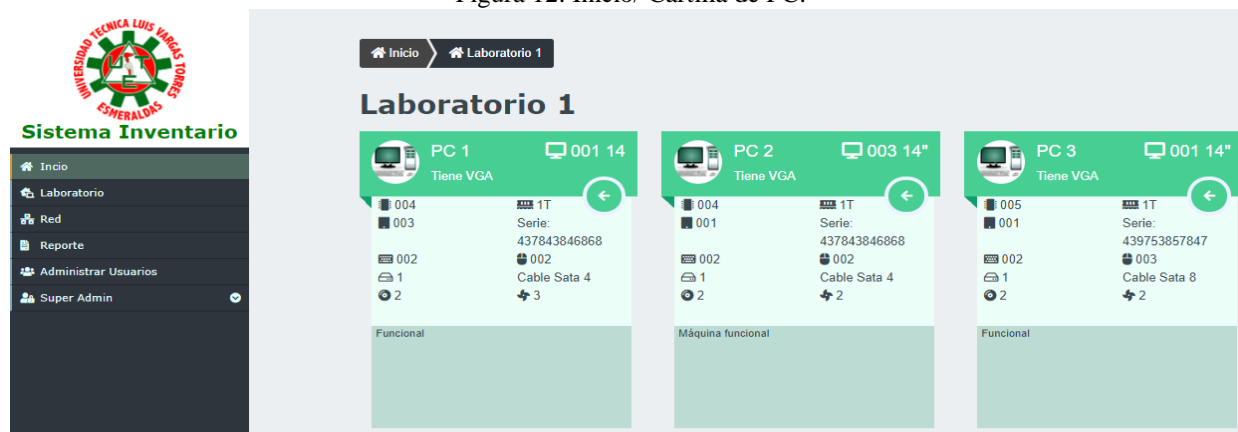 Figura 12. Inicio/ Cartilla de PC.
UNIVERSIDAD TECNICA LUIS VARGAS TORRES
ESMERALDAS
UTE
Sistema Inventario
Incio
Laboratorio
Red
Reporte
Administrar Usuarios
Super Admin
Inicio Laboratorio 1
Laboratorio 1
PC 1 001 14
Tiene VGA
004 1T
003 Serie:
437843846868
002 002
1 Cable Sata 4
2 3
Funcional
PC 2 003 14"
Tiene VGA
004 1T
001 Serie:
437843846868
002 002
1 Cable Sata 4
2 2
Máquina funcional
PC 3 001 14"
Tiene VGA
005 1T
001 Serie:
439753857847
002 003
1 Cable Sata 8
2 2
Funcional